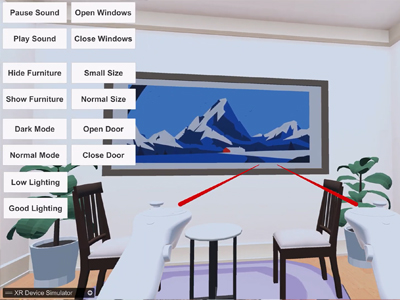 Pause Sound
Open Windows
Play Sound
Close Windows
Hide Furniture
Small Size
Show Furniture
Normal Size
Dark Mode
Open Door
Normal Mode
Close Door
Low Lighting
Good Lighting
XR Device Simulator